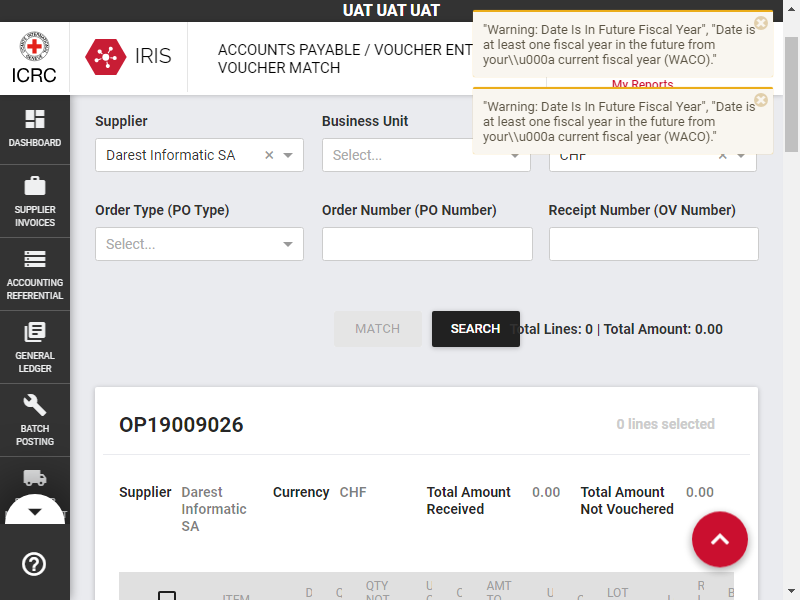 UAT UAT UAT
ICRC
IRIS
ACCOUNTS PAYABLE / VOUCHER ENT
VOUCHER MATCH
"Warning: Date Is In Future Fiscal Year", "Date is
at least one fiscal year in the future from
your\\u000a current fiscal year (WACO)."
My Reports
"Warning: Date Is In Future Fiscal Year", "Date is
at least one fiscal year in the future from
your\\u000a current fiscal year (WACO)."
DASHBOARD
SUPPLIER
INVOICES
ACCOUNTING
REFERENTIAL
GENERAL
LEDGER
BATCH
POSTING
Supplier
Business Unit
Darest Informatic SA
Select...
CHF
Order Type (PO Type)
Order Number (PO Number)
Receipt Number (OV Number)
Select...
MATCH
SEARCH
Total Lines: 0 | Total Amount: 0.00
OP19009026
0 lines selected
Supplier
Darest
Informatic
SA
Currency
CHF
Total Amount
Received
0.00
Total Amount
Not Vouchered
0.00
ITEM
D
Q
QTY
NOT
U
C
C
AMT
TO
U
C
LOT
L
R
L
B